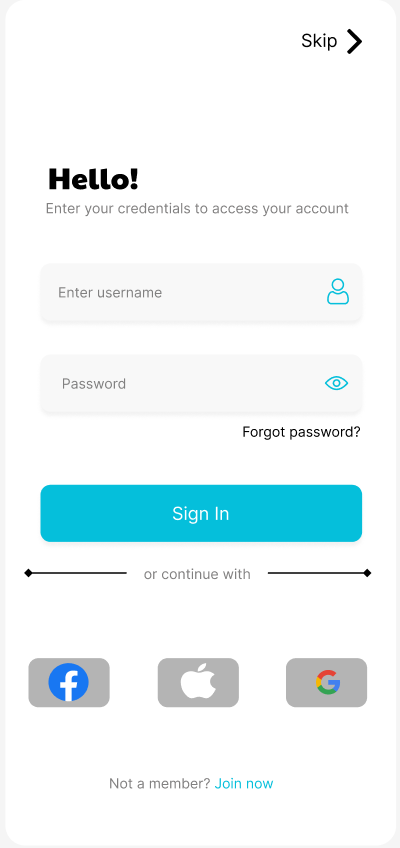 Skip
Hello!
Enter your credentials to access your account
Enter username
Password
Forgot password?
Sign In
or continue with
Not a member? Join now